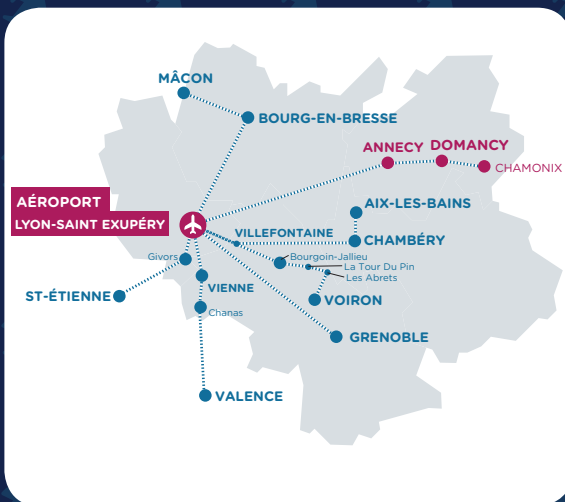 MÂCON
BOURG-EN-BRESSE
ANNECY
DOMANCY
CHAMONIX
AÉROPORT
LYON-SAINT EXUPÉRY
AIX-LES-BAINS
VILLEFONTAINE
CHAMBÉRY
Givors
Bourgoin-Jallieu
La Tour Du Pin
Les Abrets
ST-ÉTIENNE
VIENNE
VOIRON
Chanas
GRENOBLE
VALENCE